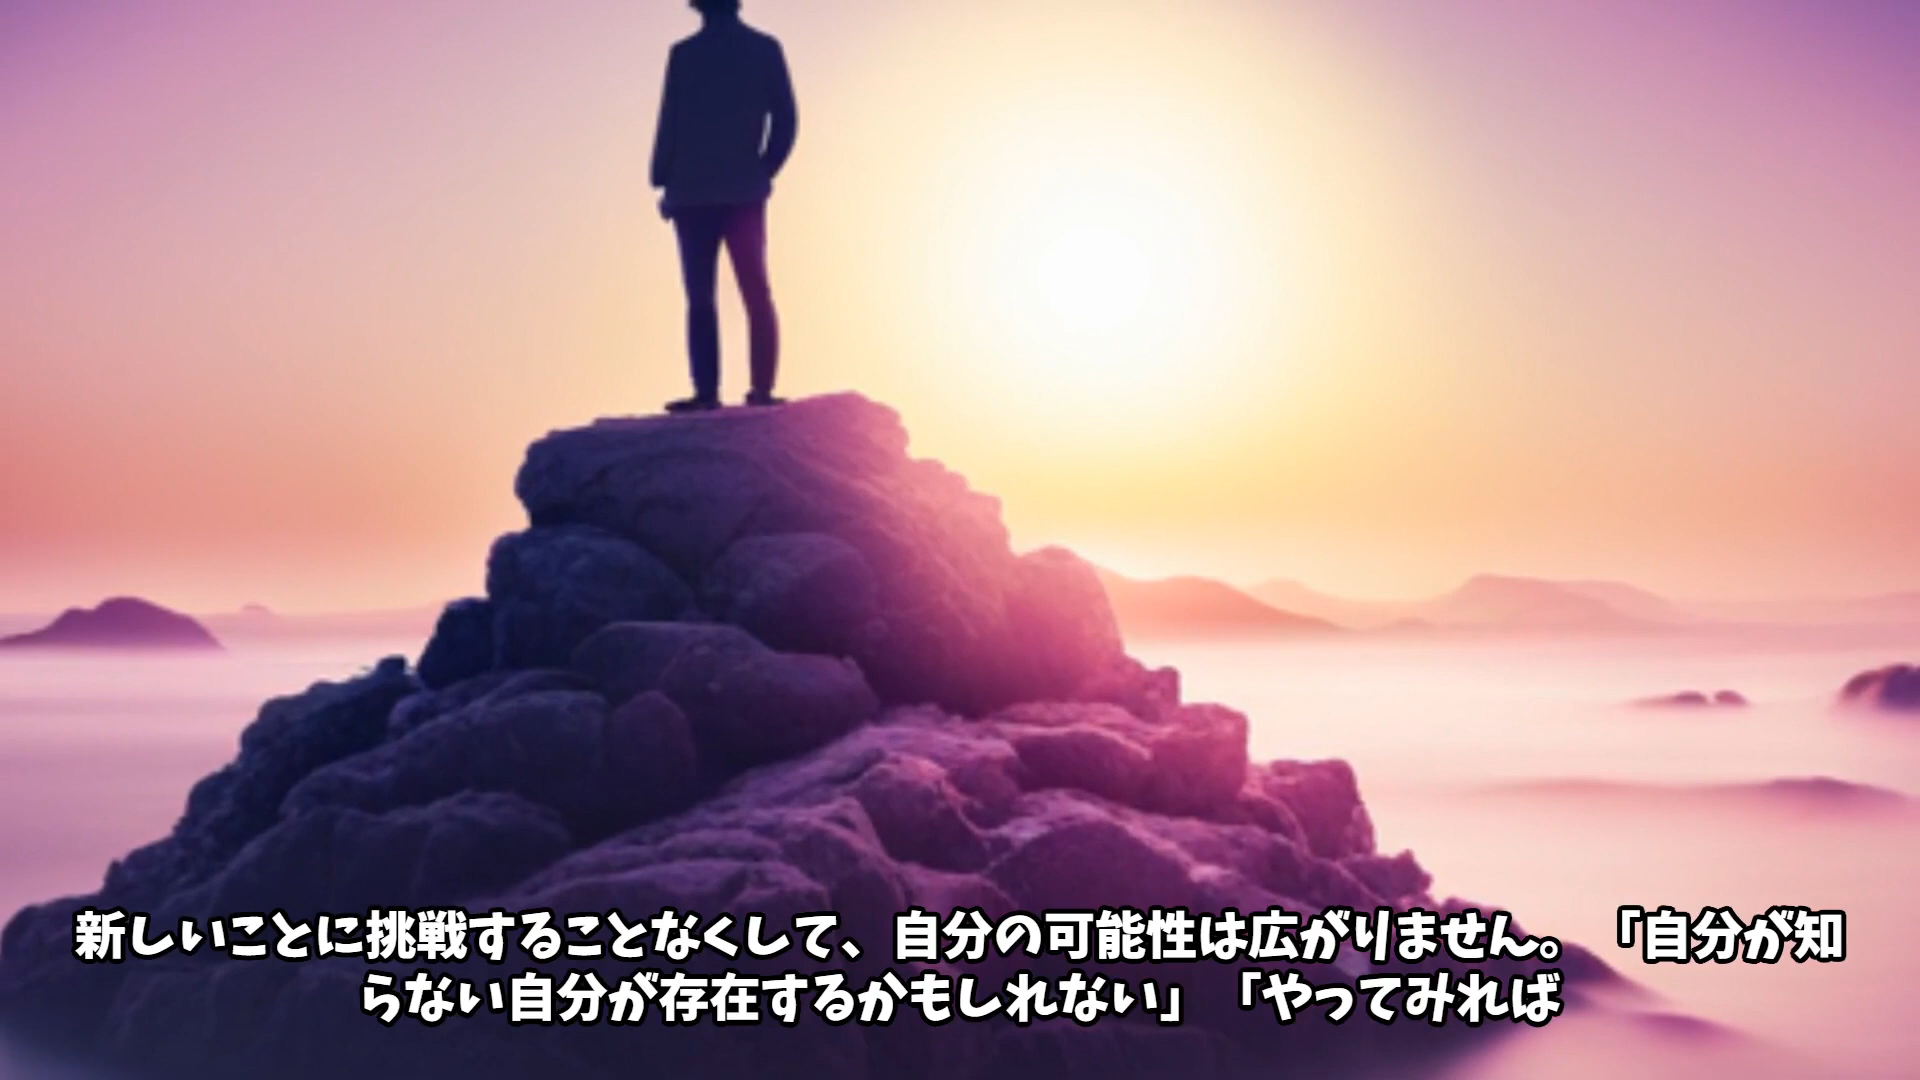 新しいことに挑戦することなくして、自分の可能性は広がりません。「自分が知
らない自分が存在するかもしれない」「やってみれば